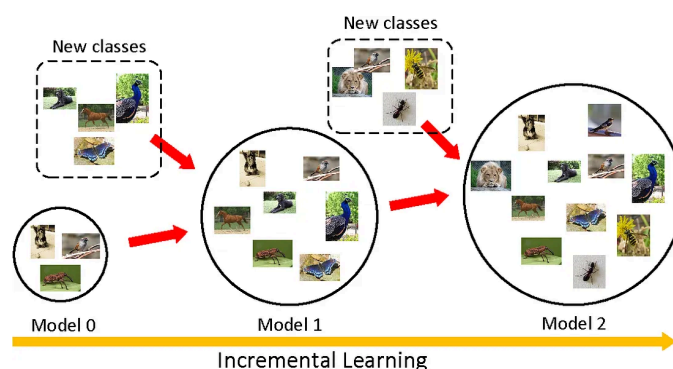 New classes
New classes
Model 0
Model 1
Model 2
Incremental Learning